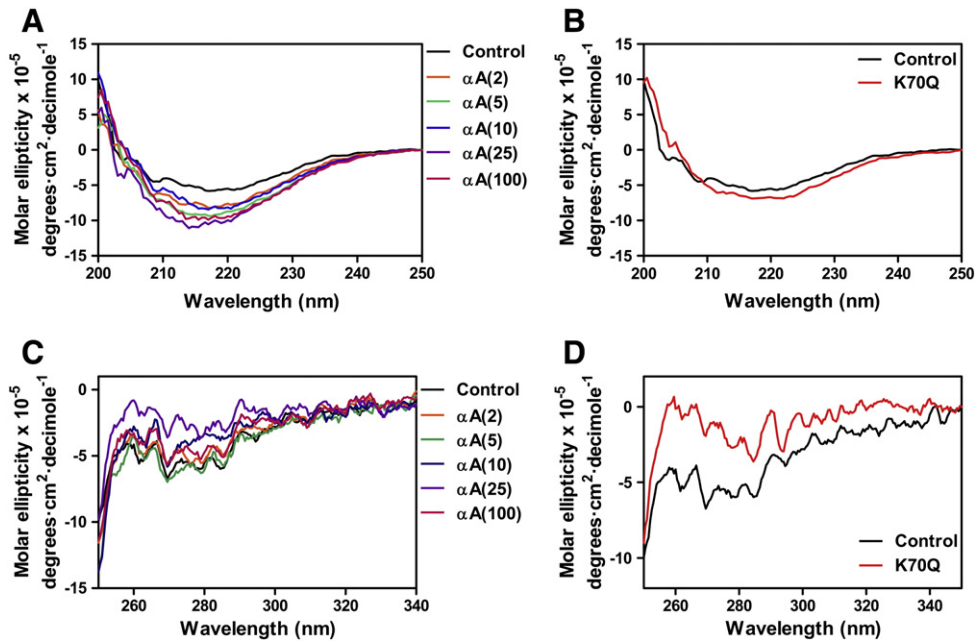 A
Molar ellipticity x 10-5
degrees·cm2·decimole-1
15
10
5
0
-5
-10
-15
200 210 220 230 240 250
Wavelength (nm)
Control
αA(2)
αA(5)
αA(10)
αA(25)
αA(100)
B
Molar ellipticity x 10-5
degrees·cm2·decimole-1
15
10
5
0
-5
-10
-15
200 210 220 230 240 250
Wavelength (nm)
Control
K70Q
C
Molar ellipticity x 10-5
degrees·cm2·decimole-1
0
-5
-10
-15
260 280 300 320 340
Wavelength (nm)
Control
αA(2)
αA(5)
αA(10)
αA(25)
αA(100)
D
Molar ellipticity x 10-5
degrees·cm2·decimole-1
0
-5
-10
260 280 300 320 340
Wavelength (nm)
Control
K70Q